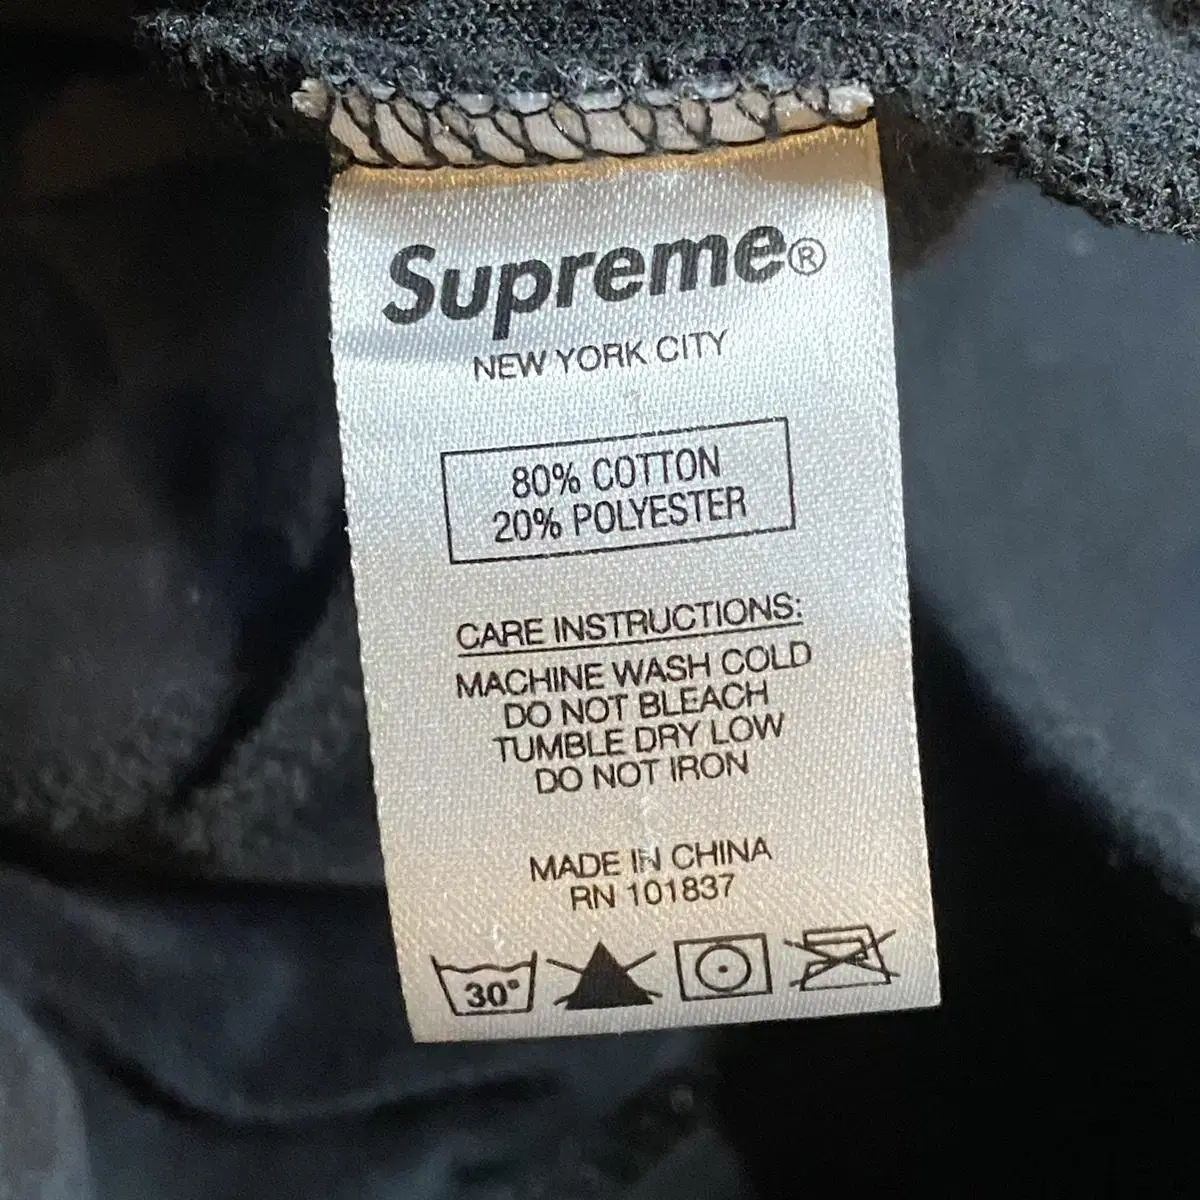 Supreme®
NEW YORK CITY
80% COTTON
20% POLYESTER
CARE INSTRUCTIONS:
MACHINE WASH COLD
DO NOT BLEACH
TUMBLE DRY LOW
DO NOT IRON
MADE IN CHINA
RN 101837
30°